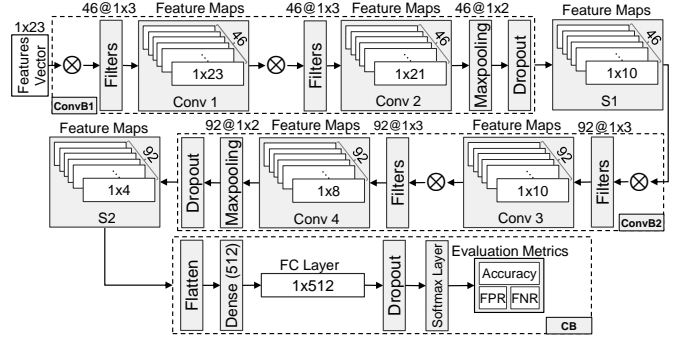 46@1x3 Feature Maps 46@1x3 Feature Maps 46@1x2 Feature Maps
1x23
Features Vector
Filters
46
1x23
Conv 1
Filters
46
1x21
Conv 2
Maxpooling
Dropout
46
1x10
S1
ConvB1
Feature Maps 92@1x2 Feature Maps 92@1x3 Feature Maps 92@1x3
92
1x4
S2
Dropout
Maxpooling
92
1x8
Conv 4
Filters
92
1x10
Conv 3
Filters
ConvB2
Flatten
Dense (512)
FC Layer
1x512
Dropout
Softmax Layer
Evaluation Metrics
Accuracy
FPR FNR
CB